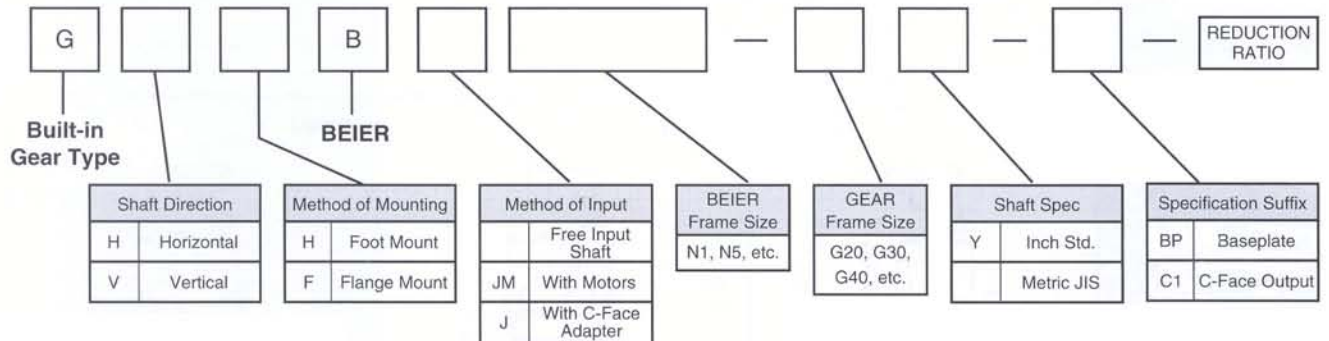 G B — — — REDUCTION
RATIO
Built-in
Gear Type
BEIER
Shaft Direction
H Horizontal
V Vertical
Method of Mounting
H Foot Mount
F Flange Mount
Method of Input
Free Input
Shaft
JM With Motors
J With C-Face
Adapter
BEIER
Frame Size
N1, N5, etc.
GEAR
Frame Size
G20, G30,
G40, etc.
Shaft Spec
Y Inch Std.
Metric JIS
Specification Suffix
BP Baseplate
C1 C-Face Output